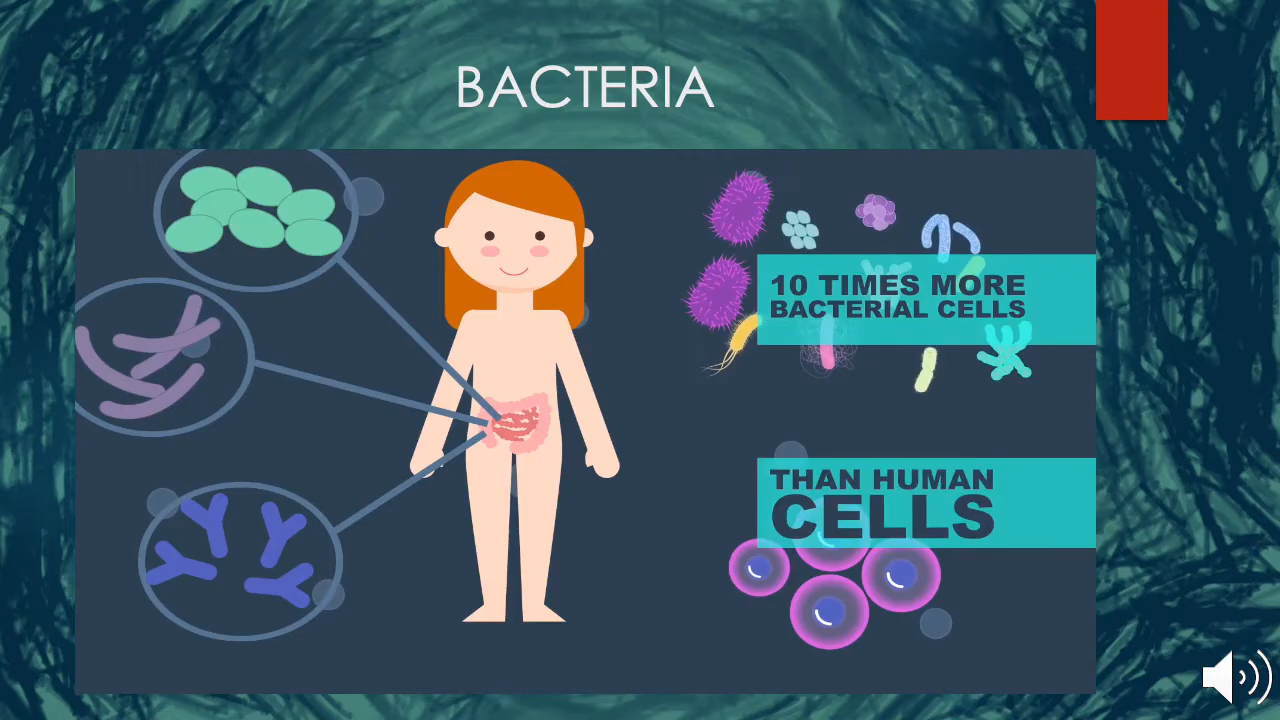 BACTERIA
10 TIMES MORE
BACTERIAL CELLS
THAN HUMAN
CELLS